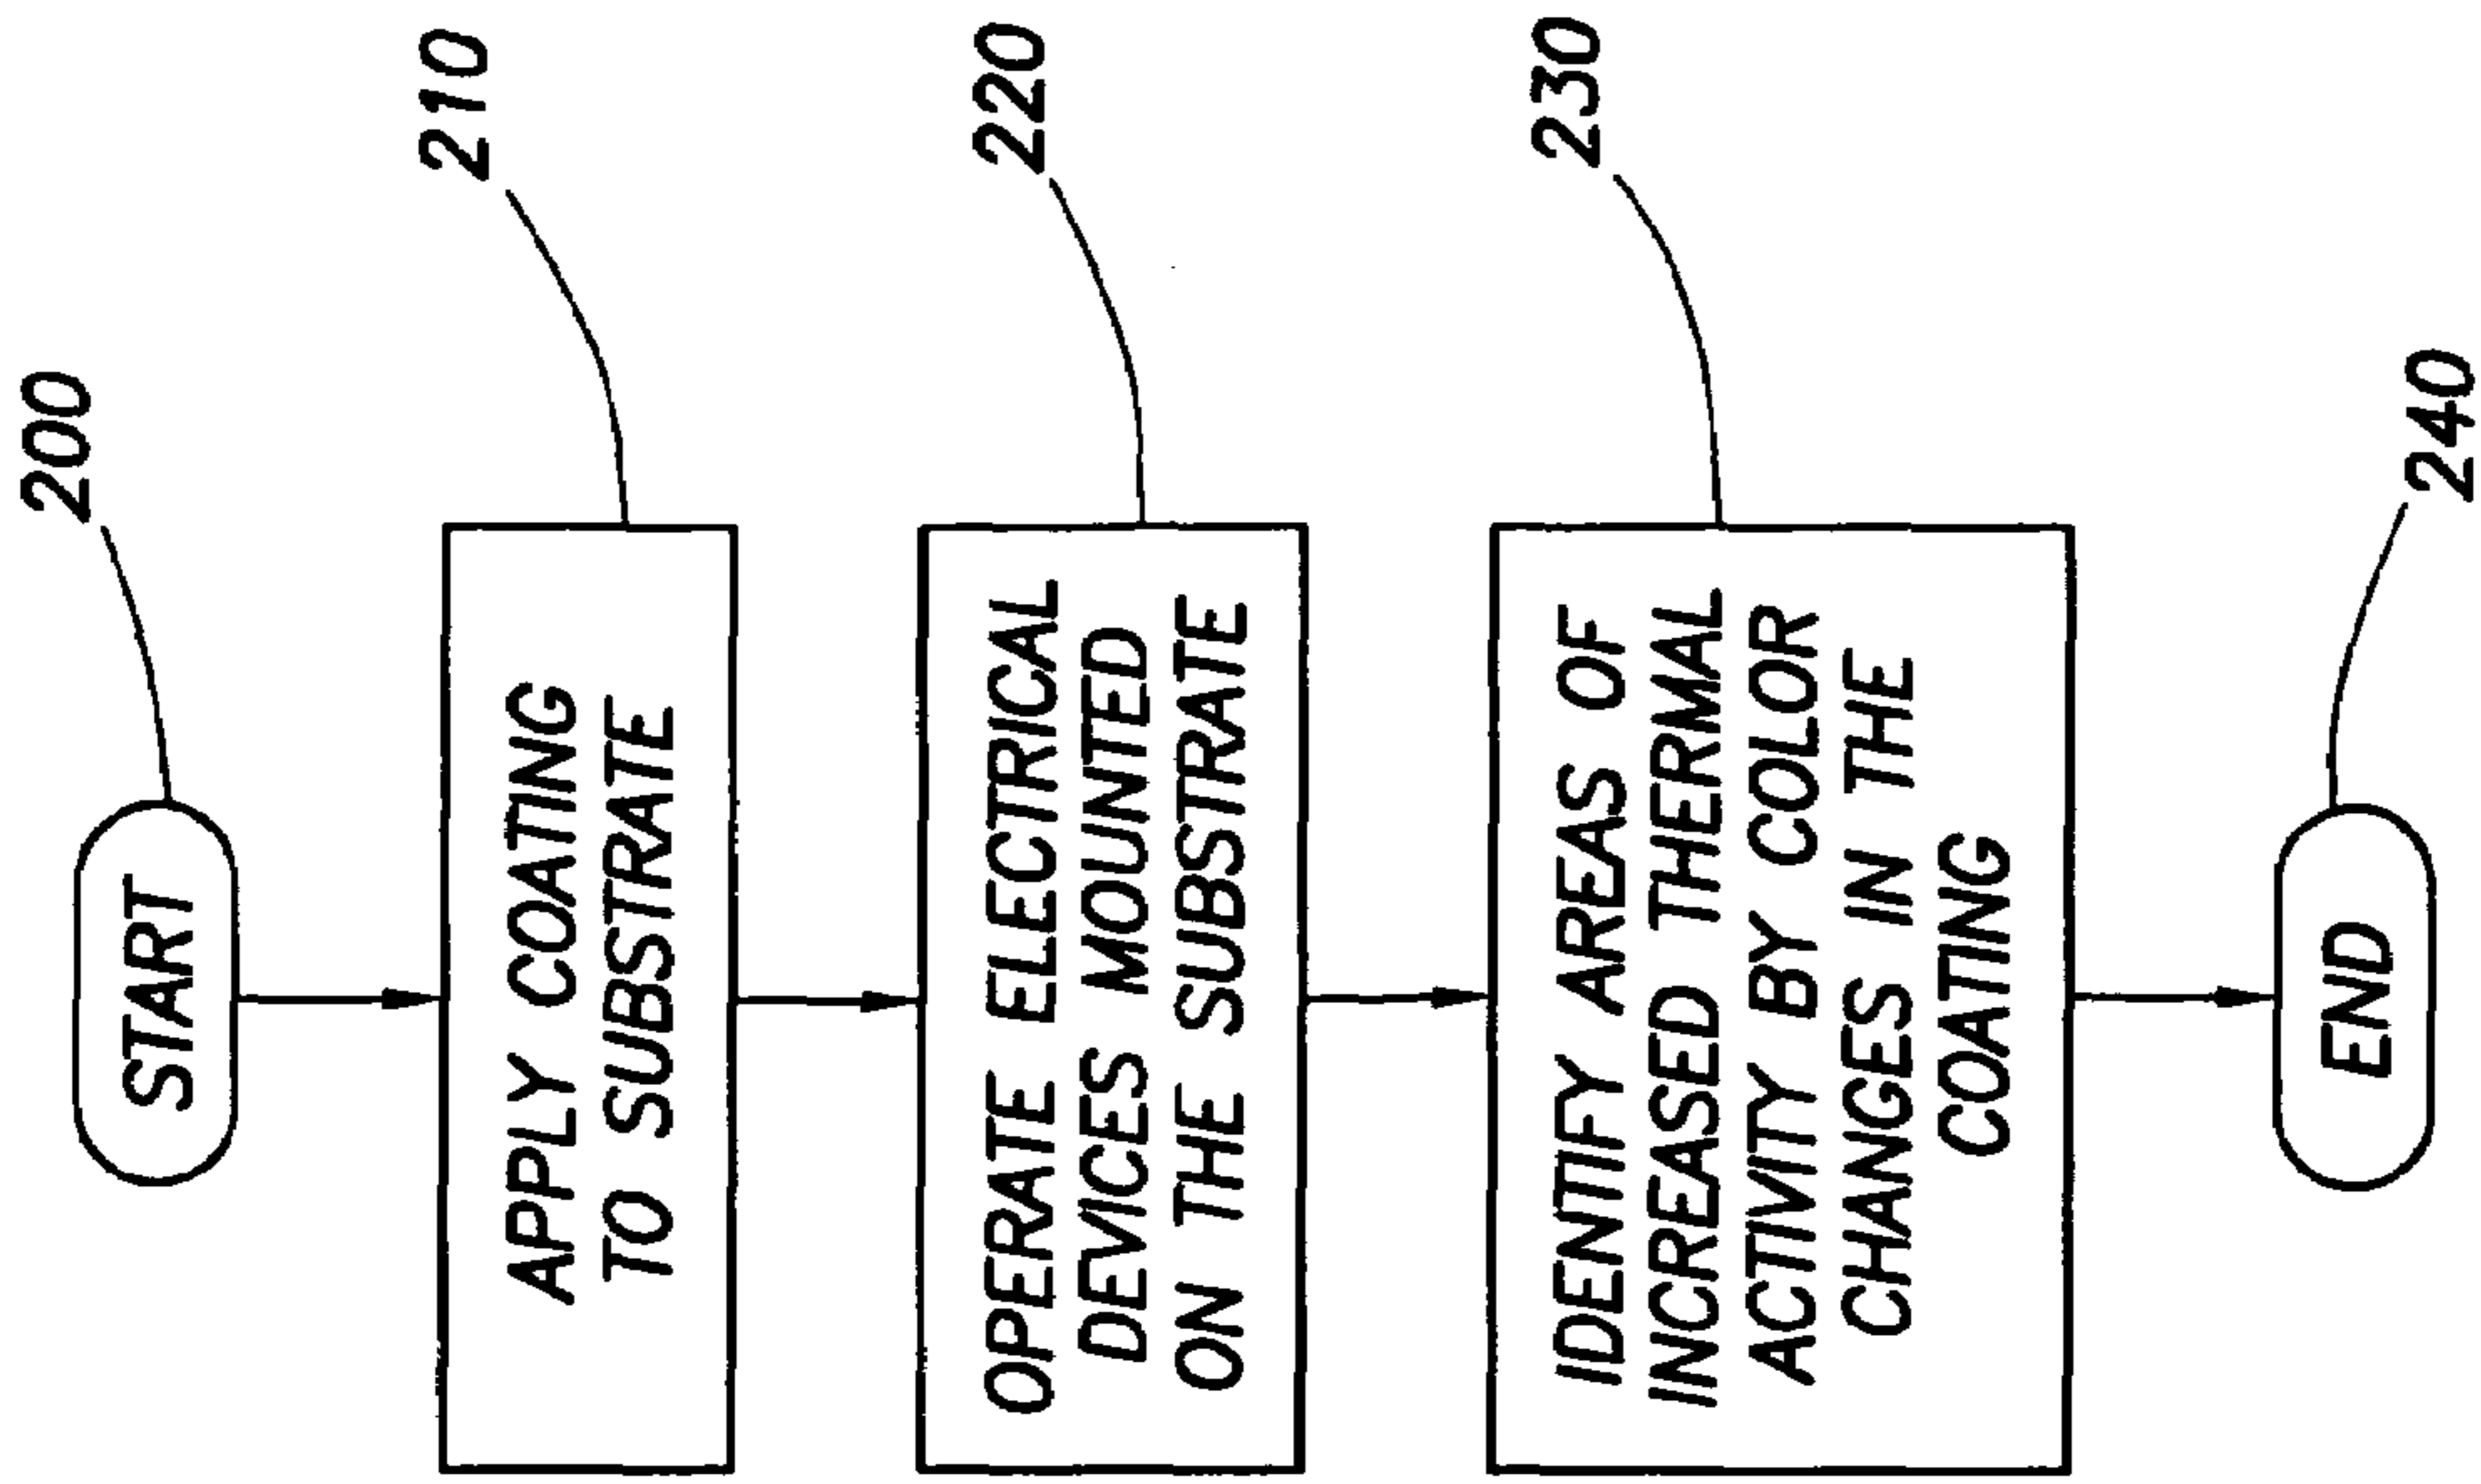 200
START
210
APPLY COATING
TO SUBSTRATE
220
OPERATE ELECTRICAL
DEVICES MOUNTED
ON THE SUBSTRATE
230
IDENTIFY AREAS OF
INCREASED THERMAL
ACTIVITY BY COLOR
CHANGES IN THE
COATING
240
END